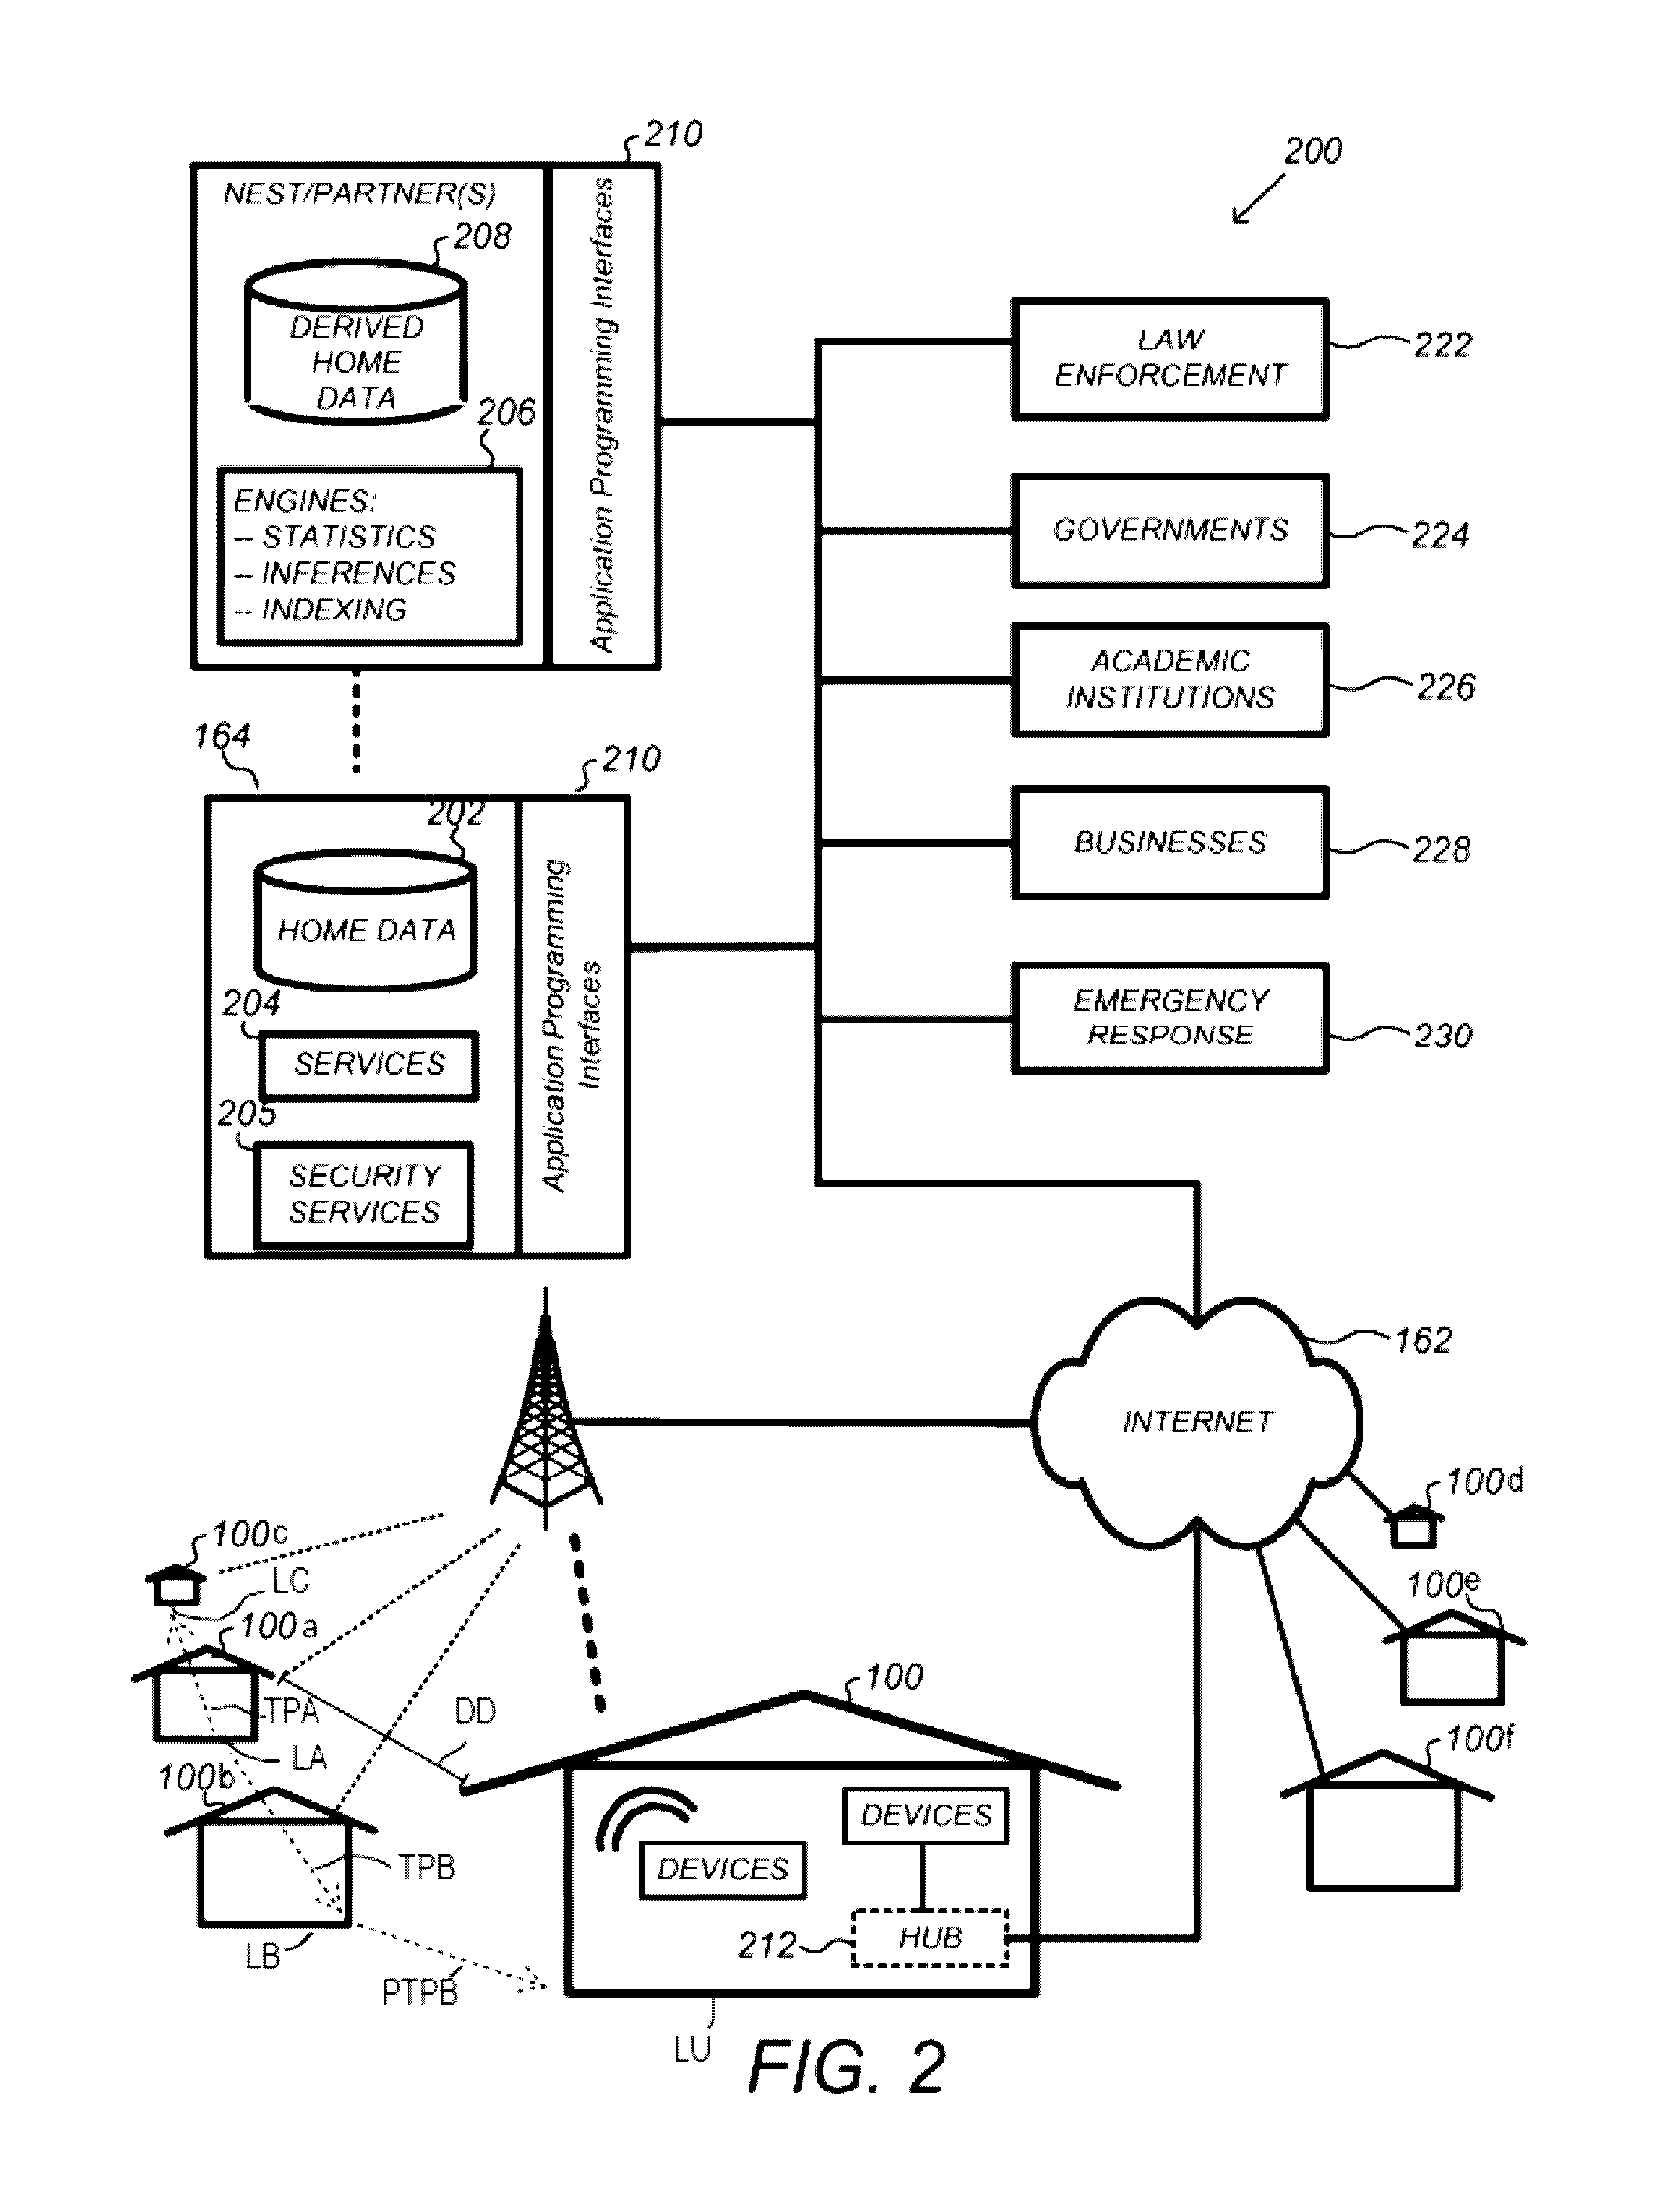 210
200
NEST/PARTNER(S)
208
DERIVED
HOME
DATA
206
ENGINES:
-- STATISTICS
-- INFERENCES
-- INDEXING
Application Programming Interfaces
LAW
ENFORCEMENT
222
GOVERNMENTS
224
ACADEMIC
INSTITUTIONS
226
BUSINESSES
228
EMERGENCY
RESPONSE
230
164
210
202
HOME DATA
204
SERVICES
205
SECURITY
SERVICES
Application Programming
Interfaces
162
INTERNET
100d
100e
100f
100c
LC
100a
TPA
LA
DD
100b
TPB
LB
PTPB
100
DEVICES
DEVICES
212
HUB
LU
FIG. 2